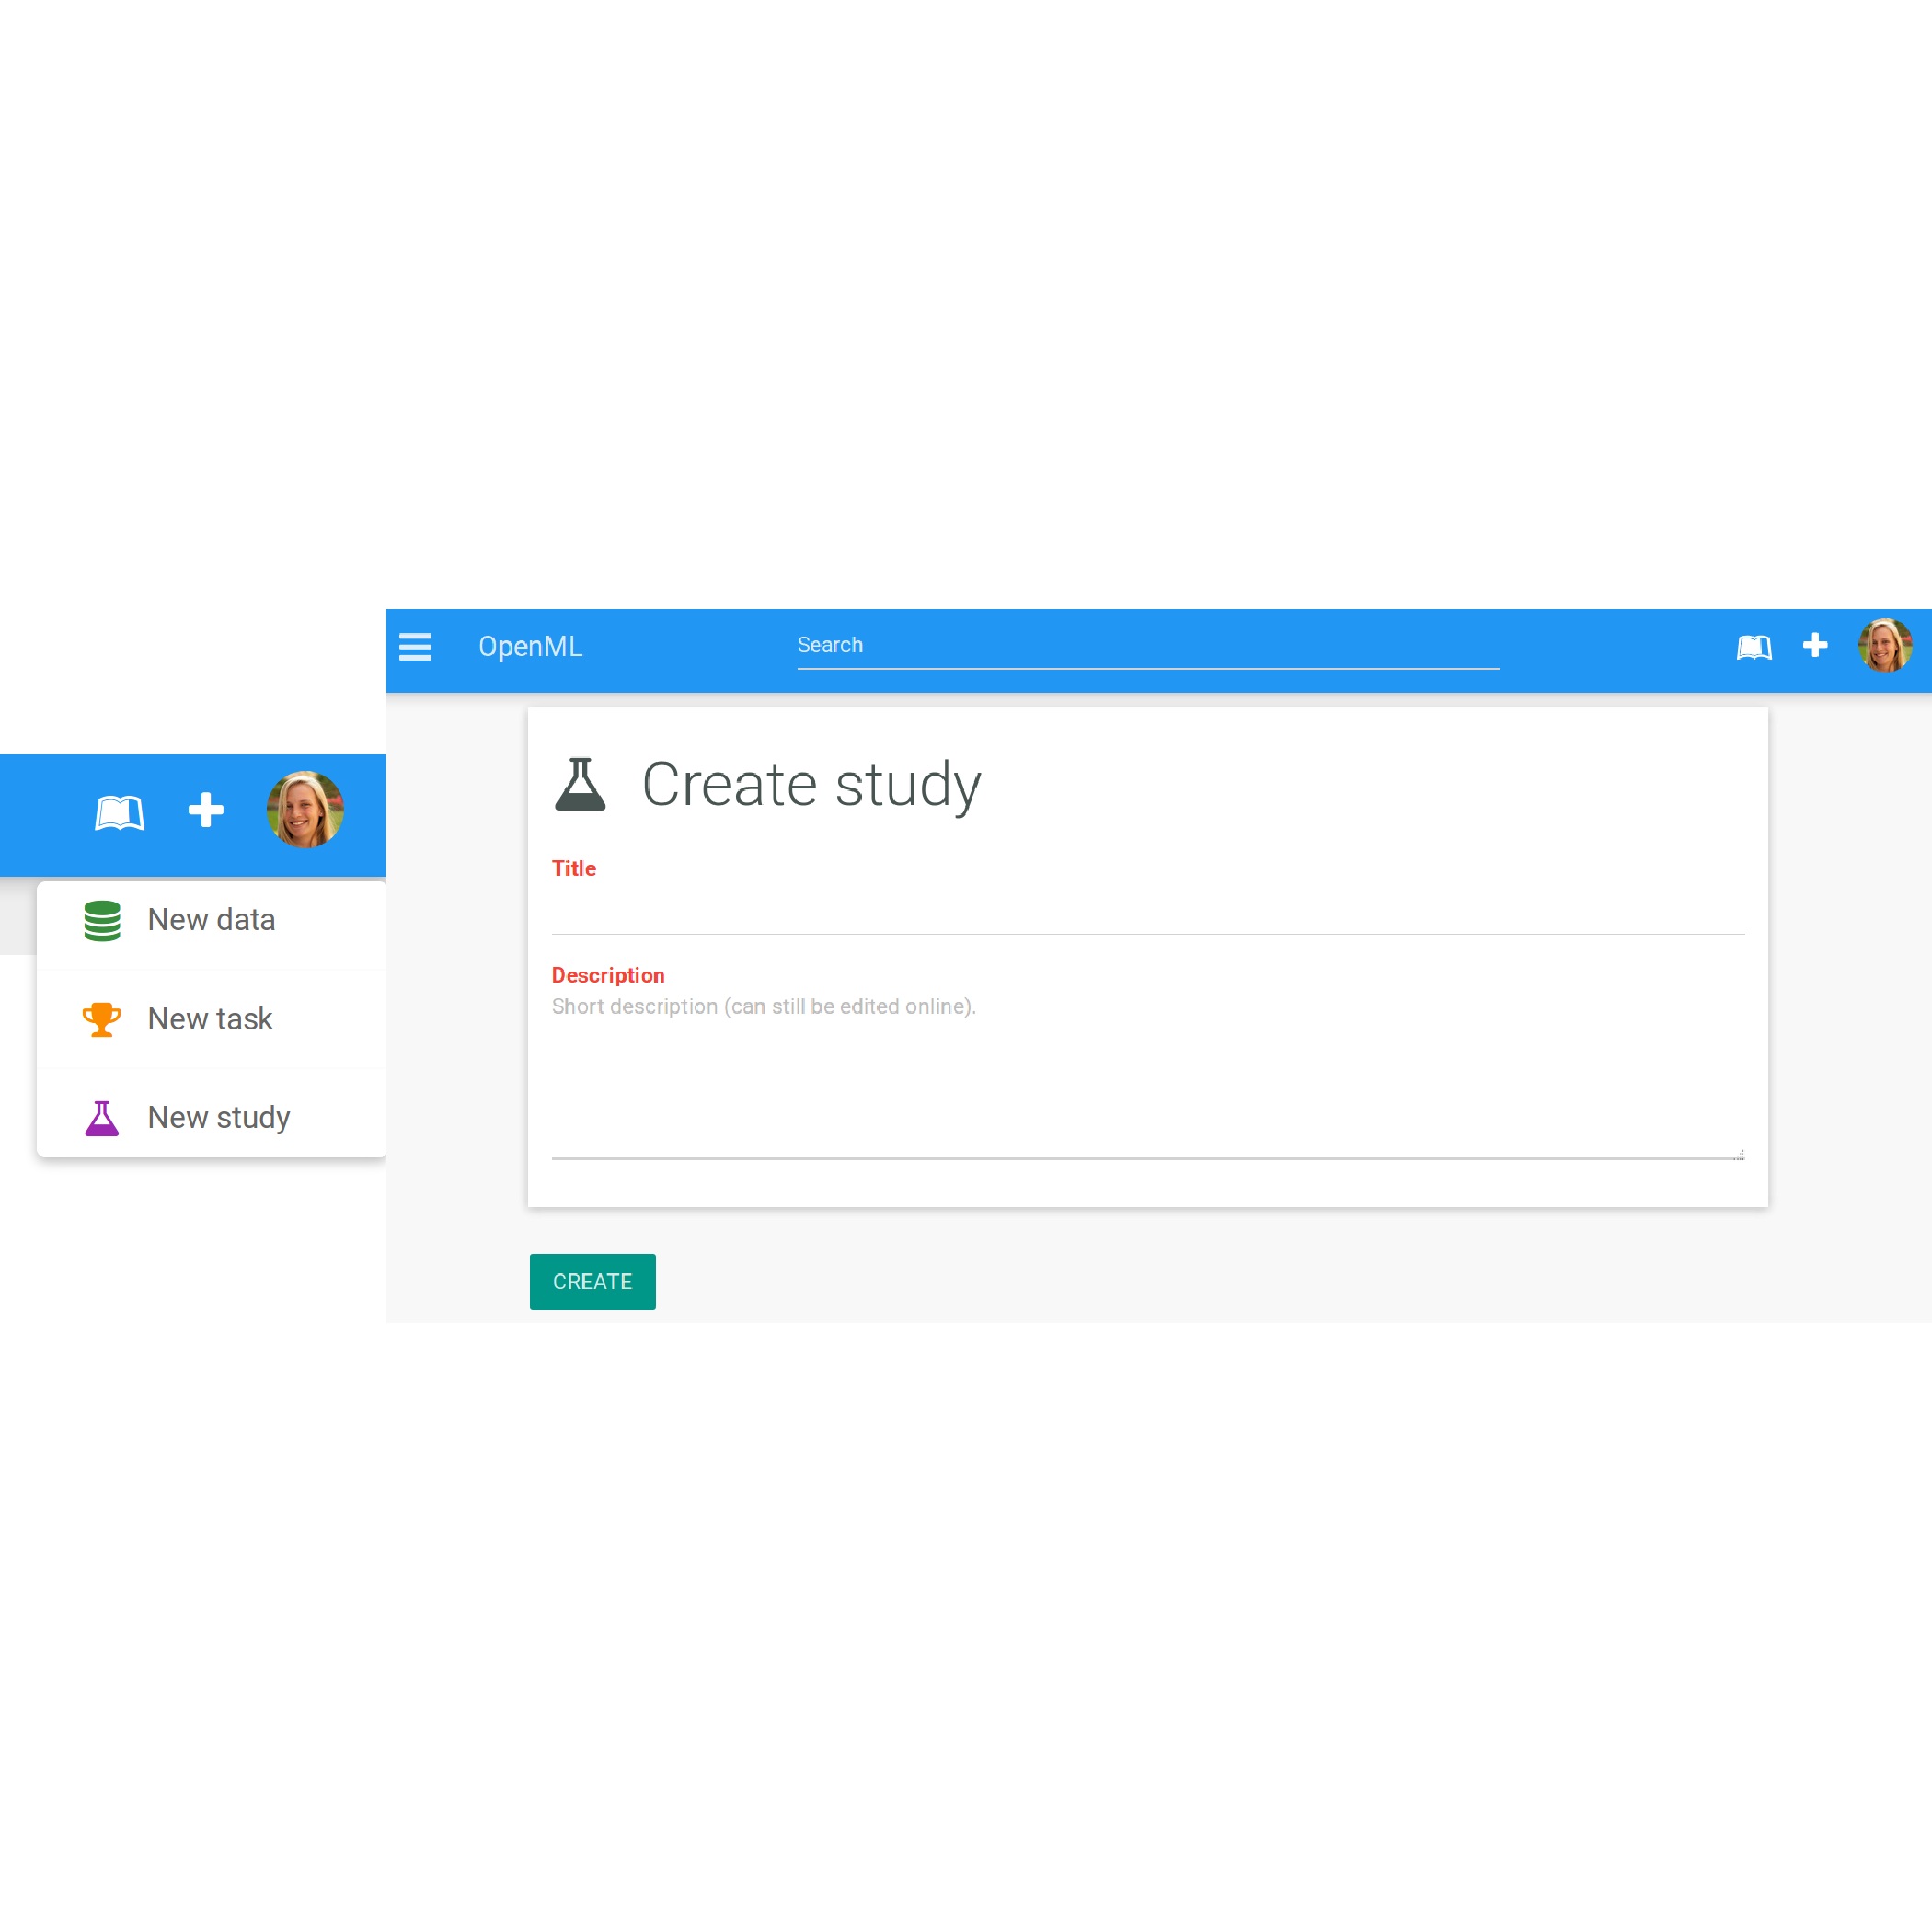 New data
New task
New study
OpenML
Search
Create study
Title
Description
Short description (can still be edited online).
CREATE